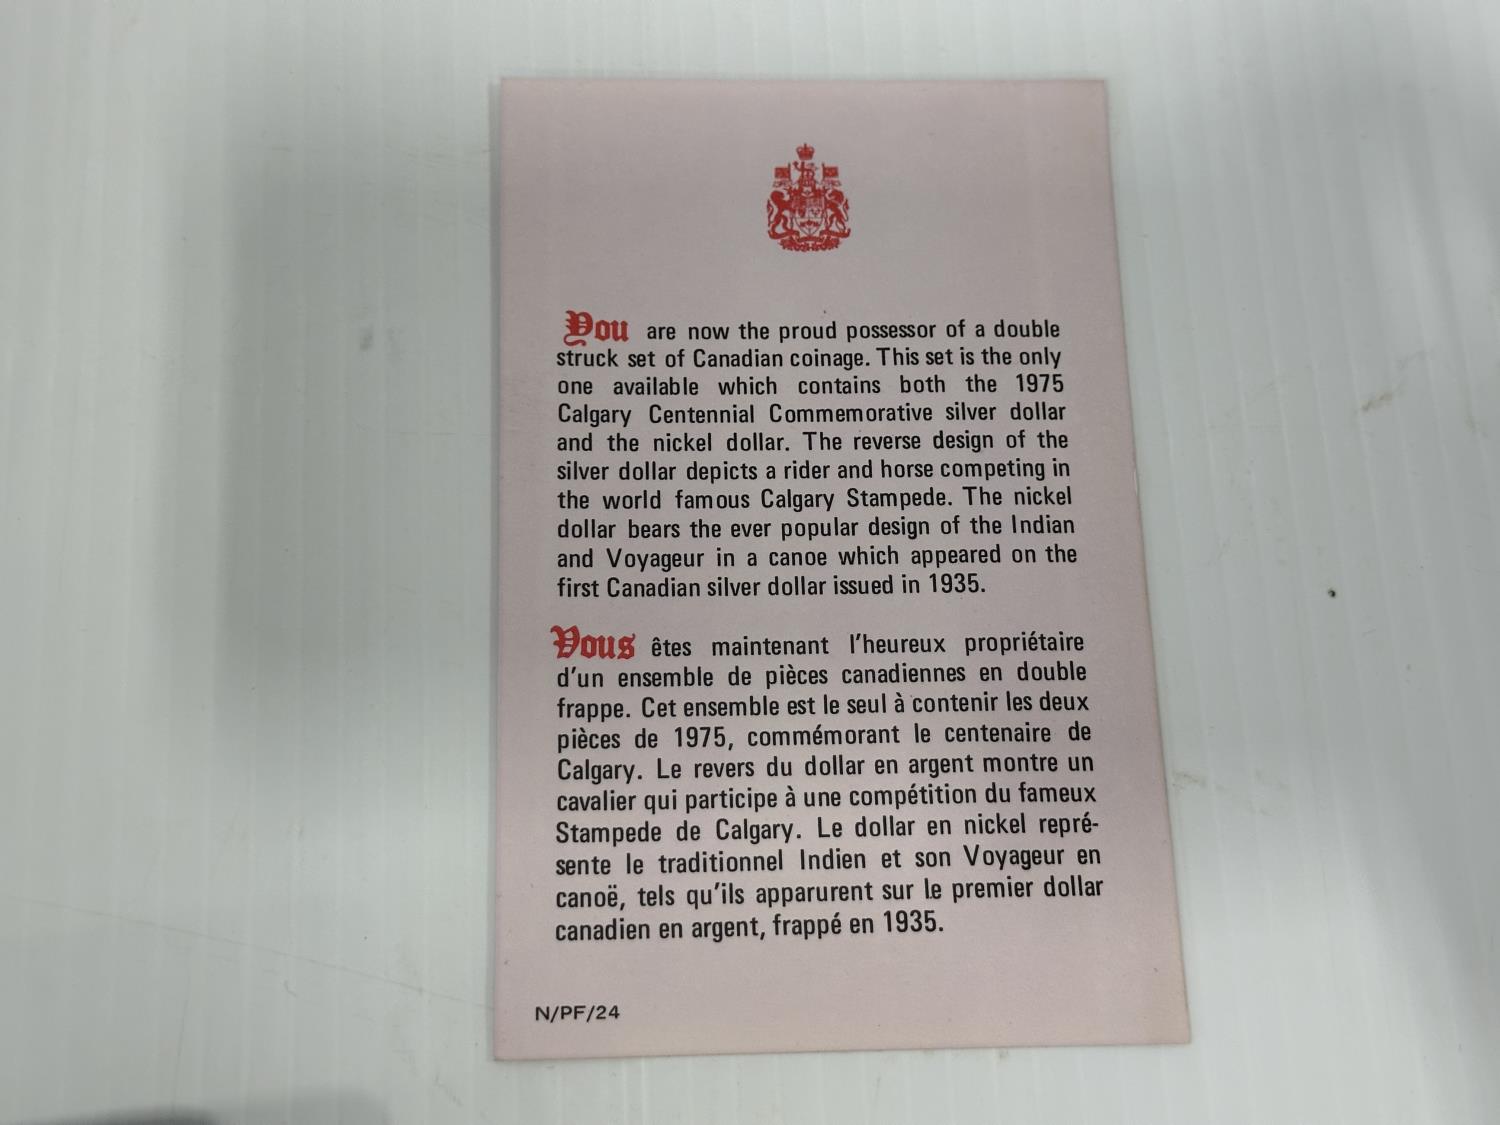 You are now the proud possessor of a double
struck set of Canadian coinage. This set is the only
one available which contains both the 1975
Calgary Centennial Commemorative silver dollar
and the nickel dollar. The reverse design of the
silver dollar depicts a rider and horse competing in
the world famous Calgary Stampede. The nickel
dollar bears the ever popular design of the Indian
and Voyageur in a canoe which appeared on the
first Canadian silver dollar issued in 1935.
Vous êtes maintenant l'heureux propriétaire
d'un ensemble de pièces canadiennes en double
frappe. Cet ensemble est le seul à contenir les deux
pièces de 1975, commémorant le centenaire de
Calgary. Le revers du dollar en argent montre un
cavalier qui participe à une compétition du fameux
Stampede de Calgary. Le dollar en nickel repré-
sente le traditionnel Indien et son Voyageur en
canoë, tels qu'ils apparurent sur le premier dollar
canadien en argent, frappé en 1935.
N/PF/24